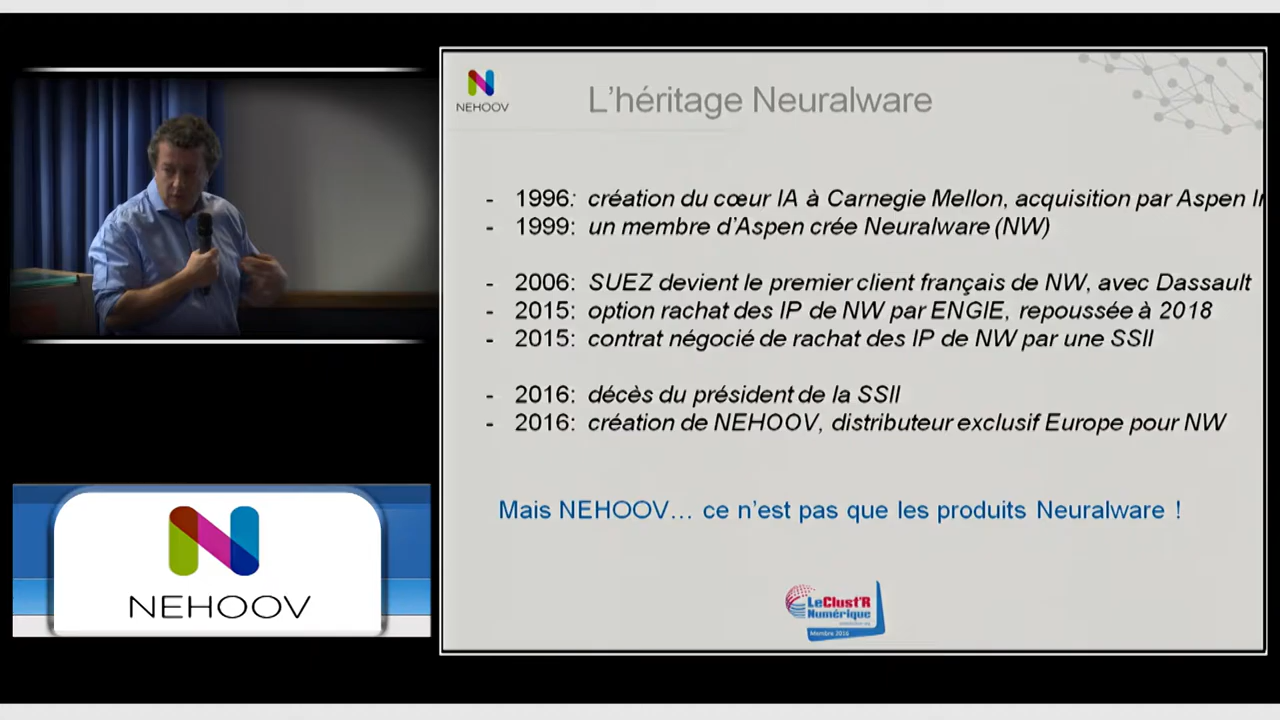 NEHOOV
L'héritage Neuralware
- 1996: création du cœur IA à Carnegie Mellon, acquisition par Aspen
- 1999: un membre d'Aspen crée Neuralware (NW)
- 2006: SUEZ devient le premier client français de NW, avec Dassault
- 2015: option rachat des IP de NW par ENGIE, repoussée à 2018
- 2015: contrat négocié de rachat des IP de NW par une SSII
- 2016: décès du président de la SSII
- 2016: création de NEHOOV, distributeur exclusif Europe pour NW
Mais NEHOOV… ce n'est pas que les produits Neuralware !
LeClust'R
Numérique
Membre 2016
NEHOOV